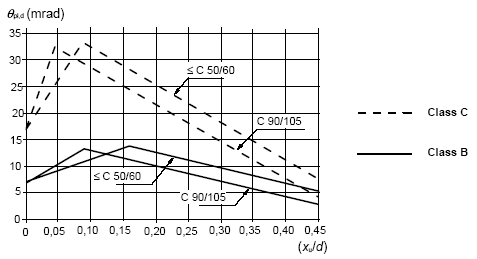 θpl,d (mrad)
35
30
25
20
15
10
5
0
0 0,05 0,10 0,15 0,20 0,25 0,30 0,35 0,40 0,45
(xu/d)
≤ C 50/60
C 90/105
≤ C 50/60
C 90/105
Class C
Class B